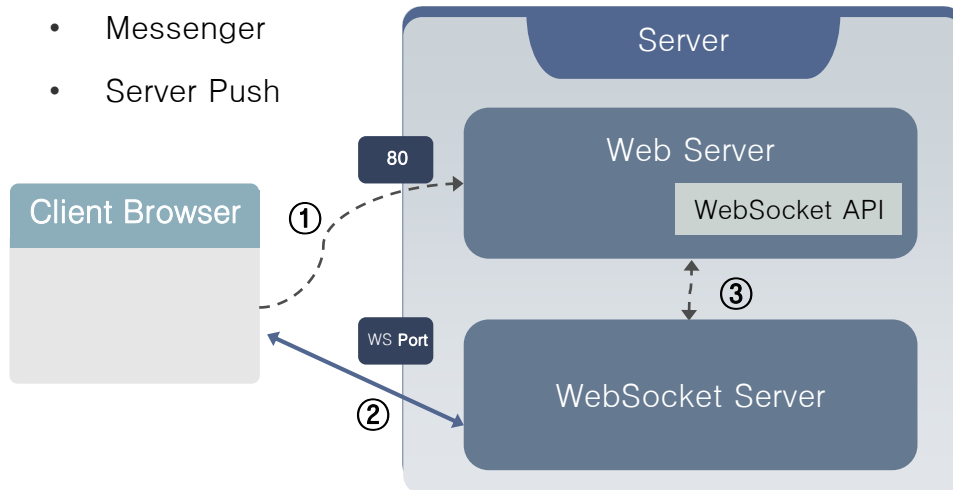 • Messenger
• Server Push
Server
80
Web Server
Client Browser
①
WebSocket API
③
WS Port
WebSocket Server
②